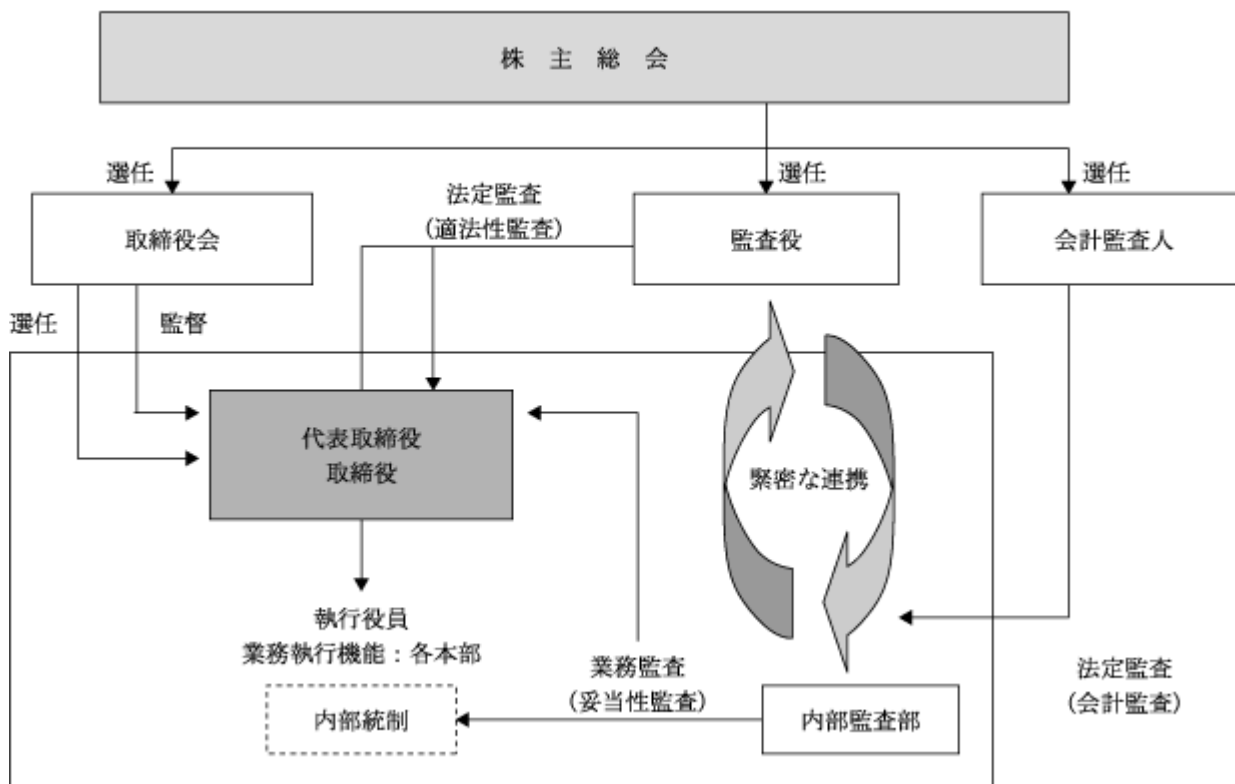 株主総会
選任
選任
選任
法定監査
(適法性監査)
取締役会
監査役
会計監査人
選任
監督
代表取締役
取締役
緊密な連携
執行役員
業務執行機能：各本部
業務監査
(妥当性監査)
法定監査
(会計監査)
内部統制
内部監査部